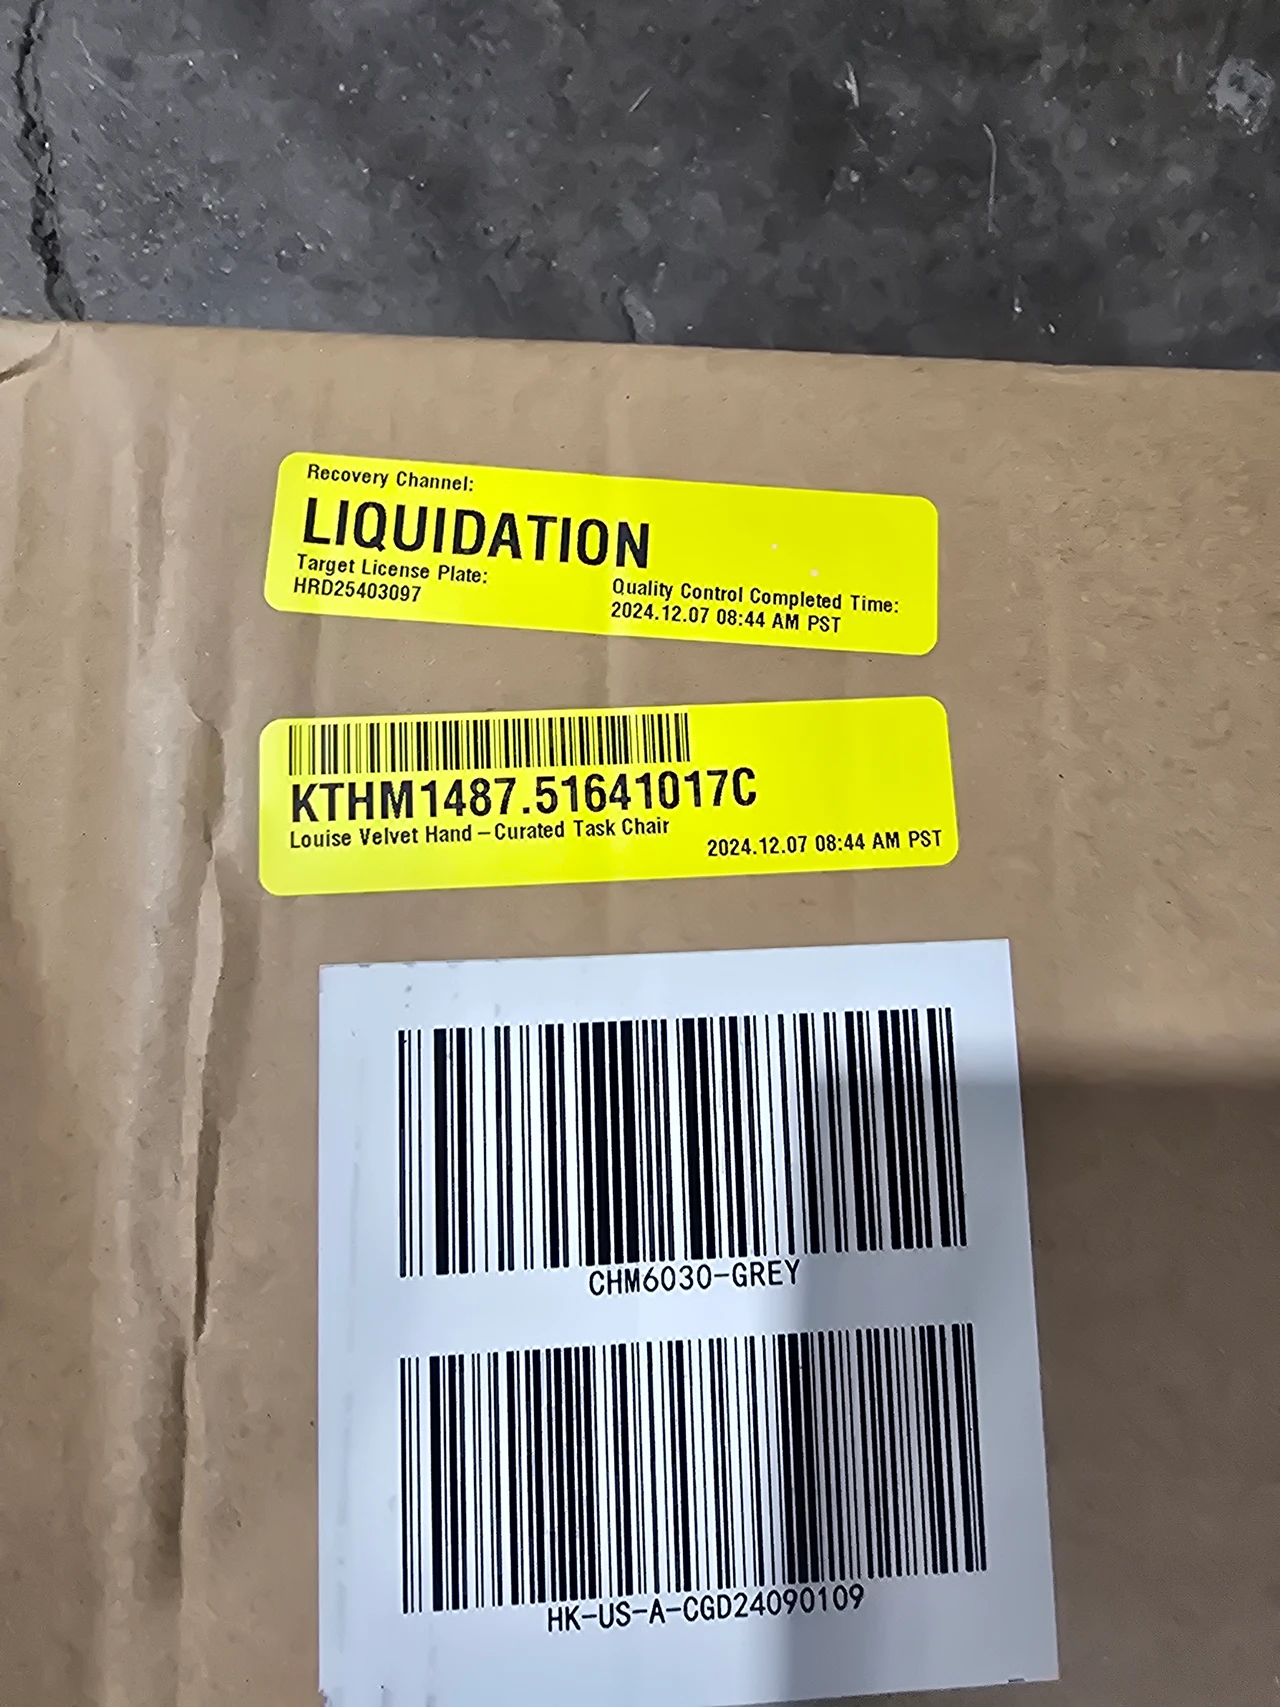 Recovery Channel:
LIQUIDATION
Target License Plate:
HRD25403097
Quality Control Completed Time:
2024.12.07 08:44 AM PST
KTHM1487.51641017C
Louise Velvet Hand-Curated Task Chair
2024.12.07 08:44 AM PST
CHM6030-GREY
HK-US-A-CGD24090109